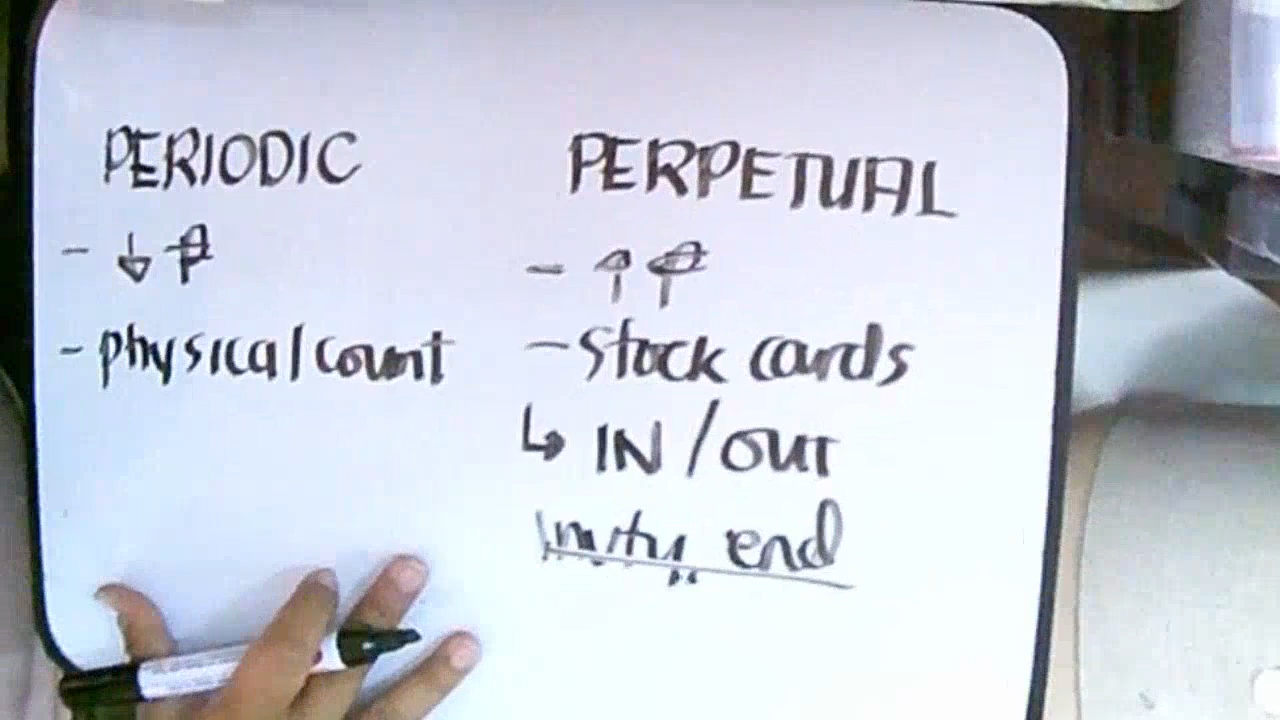 PERIODIC
- ↓ ₱
- physical count
PERPETUAL
- ↑ ₱
- Stock cards
↳ IN / OUT
Invty, end